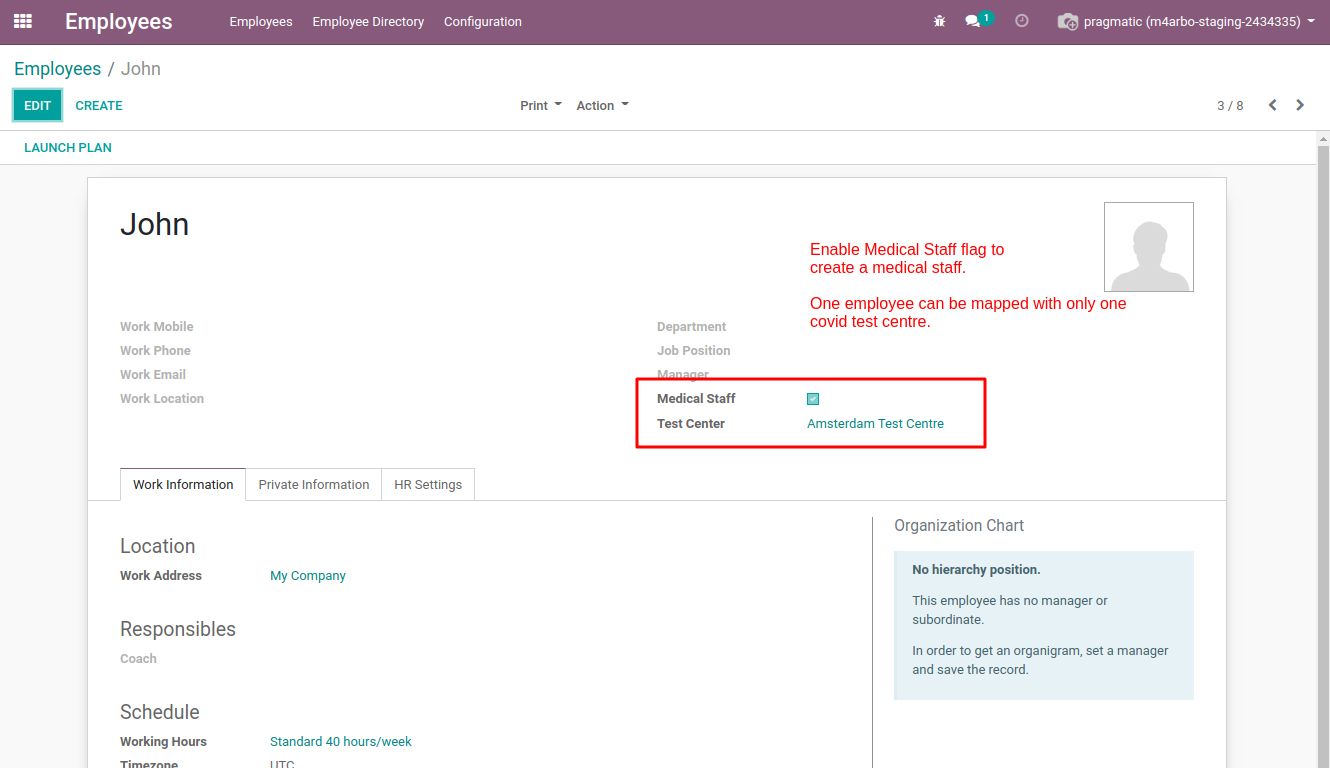 Employees
Employees
Employee Directory
Configuration
1
pragmatic (m4arbo-staging-2434335)
Employees / John
EDIT
CREATE
Print
Action
3 / 8
LAUNCH PLAN
John
Enable Medical Staff flag to
create a medical staff.
One employee can be mapped with only one
covid test centre.
Work Mobile
Work Phone
Work Email
Work Location
Department
Job Position
Manager
Medical Staff
Test Center Amsterdam Test Centre
Work Information
Private Information
HR Settings
Location
Work Address My Company
Responsibles
Coach
Schedule
Working Hours Standard 40 hours/week
Timezone UTC
Organization Chart
No hierarchy position.
This employee has no manager or
subordinate.
In order to get an organigram, set a manager
and save the record.